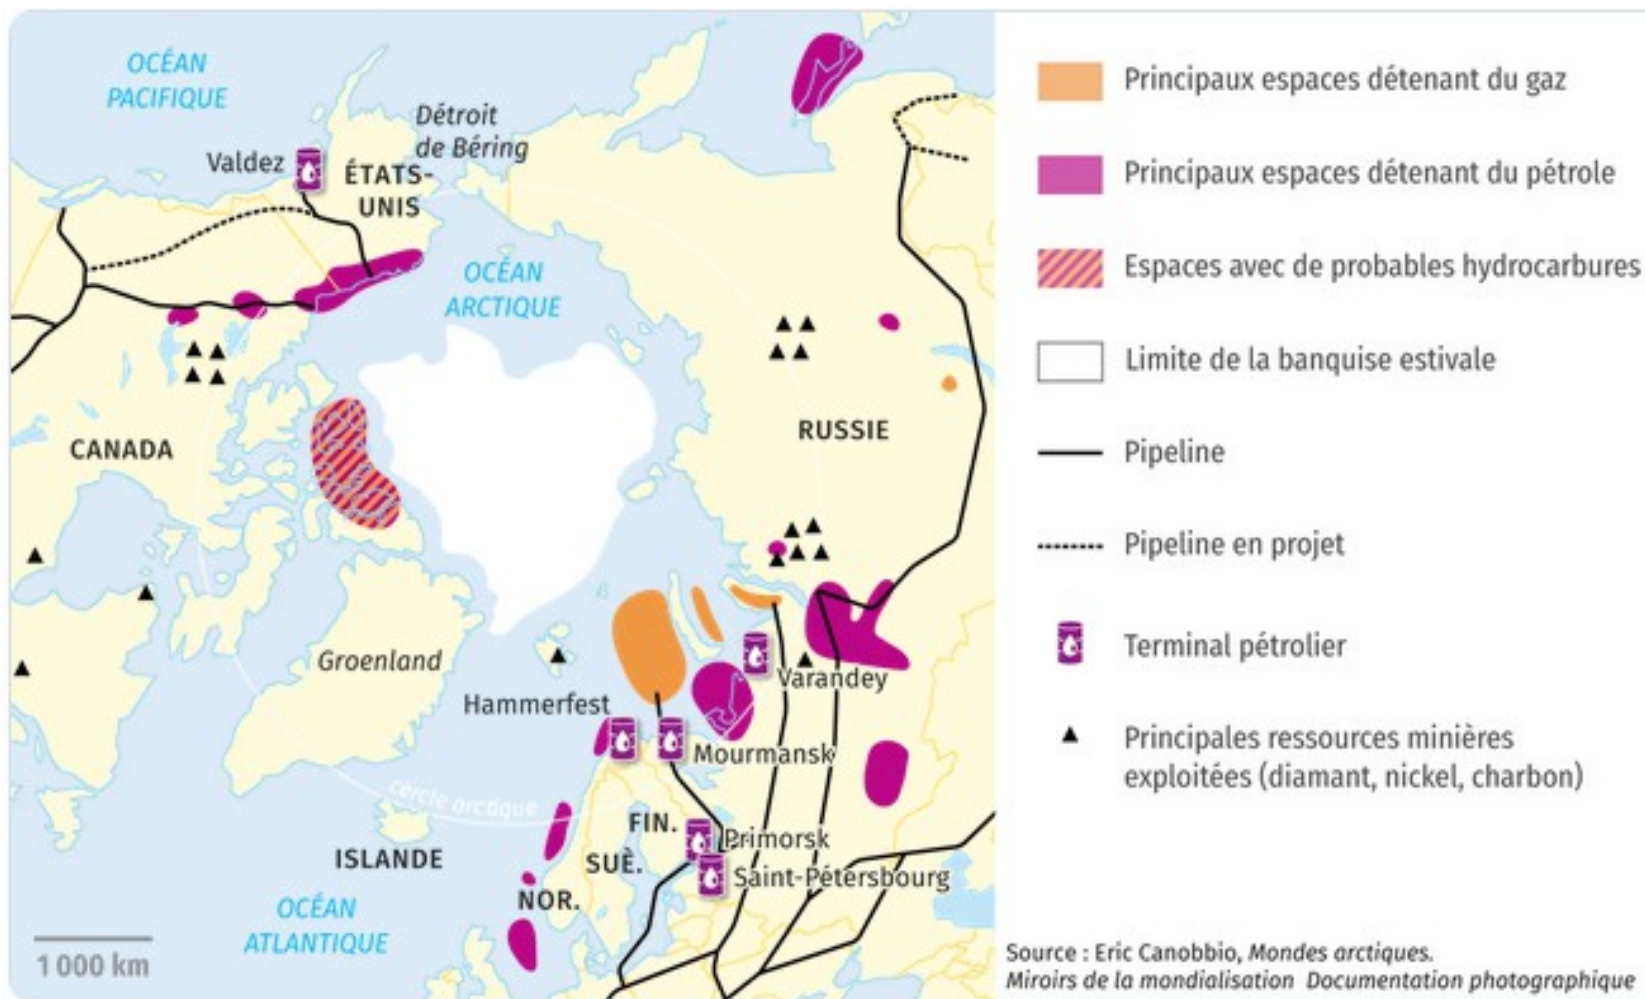 OCÉAN
PACIFIQUE
Détroit
de Béring
Valdez
ÉTATS-
UNIS
OCÉAN
ARCTIQUE
CANADA
RUSSIE
Groenland
Hammerfest
Varandey
Mourmansk
cercle arctique
FIN.
Primorsk
ISLANDE
SUÈ.
Saint-Pétersbourg
NOR.
OCÉAN
ATLANTIQUE
1 000 km
Principaux espaces détenant du gaz
Principaux espaces détenant du pétrole
Espaces avec de probables hydrocarbures
Limite de la banquise estivale
Pipeline
Pipeline en projet
Terminal pétrolier
Principales ressources minières
exploitées (diamant, nickel, charbon)
Source : Eric Canobbio, Mondes arctiques.
Miroirs de la mondialisation Documentation photographique